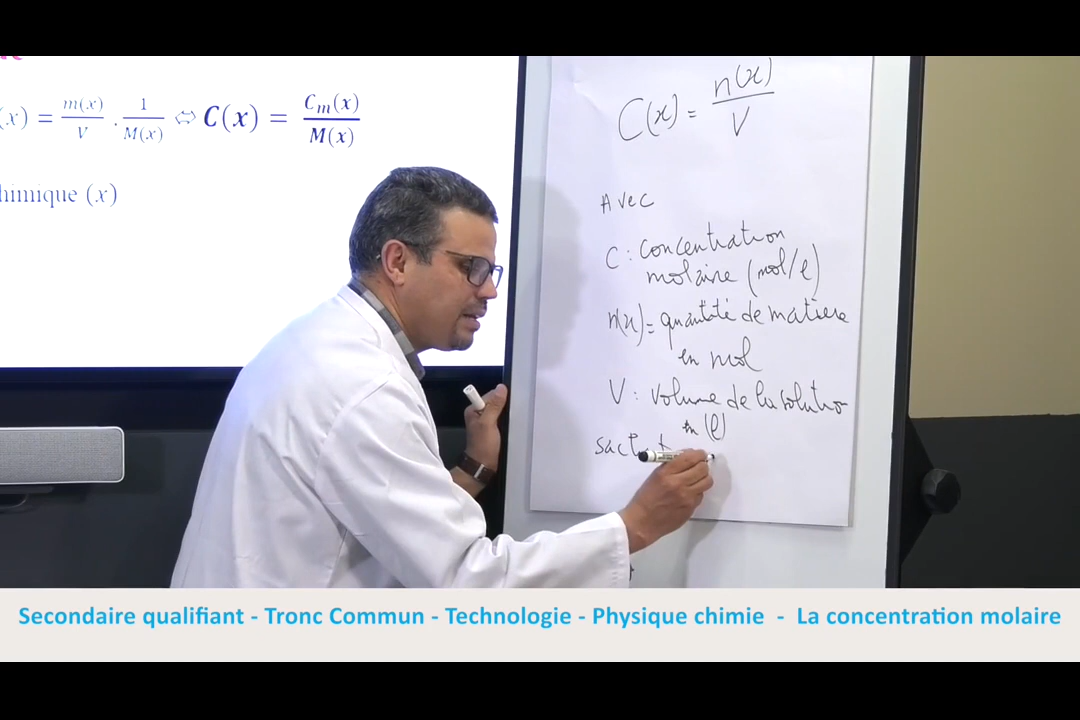 (x) = m(x)/V . 1/M(x) ⇔ C(x) = Cm(x)/M(x)
himique (x)
C(x) = n(x)/V
Avec
C : concentration
molaire (mol/l)
n(x) = quantité de matière
en mol
V : volume de la solution
en (l)
Secondaire qualifiant - Tronc Commun - Technologie - Physique chimie - La concentration molaire